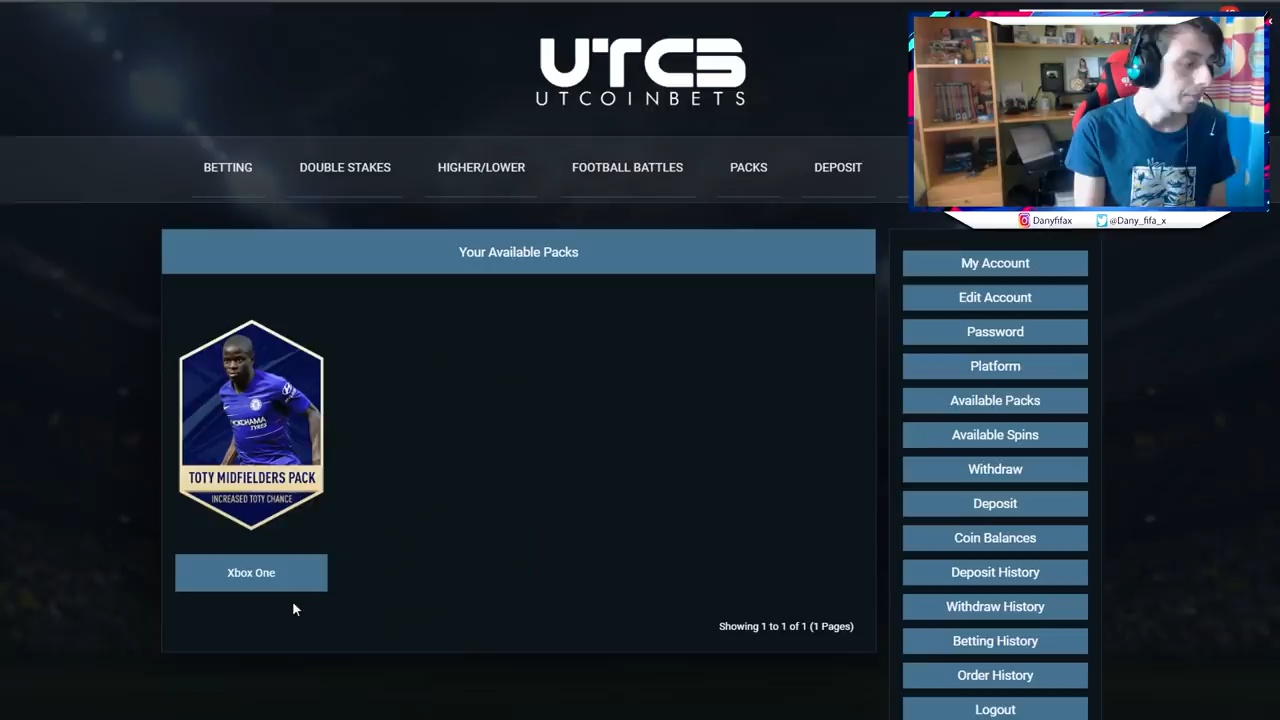 UTCB
UTCOINBETS
BETTING
DOUBLE STAKES
HIGHER/LOWER
FOOTBALL BATTLES
PACKS
DEPOSIT
Danyfifax
@Dany_fifa_x
Your Available Packs
YOKOHAMA
TYRES
TOTY MIDFIELDERS PACK
INCREASED TOTY CHANCE
Xbox One
Showing 1 to 1 of 1 (1 Pages)
My Account
Edit Account
Password
Platform
Available Packs
Available Spins
Withdraw
Deposit
Coin Balances
Deposit History
Withdraw History
Betting History
Order History
Logout